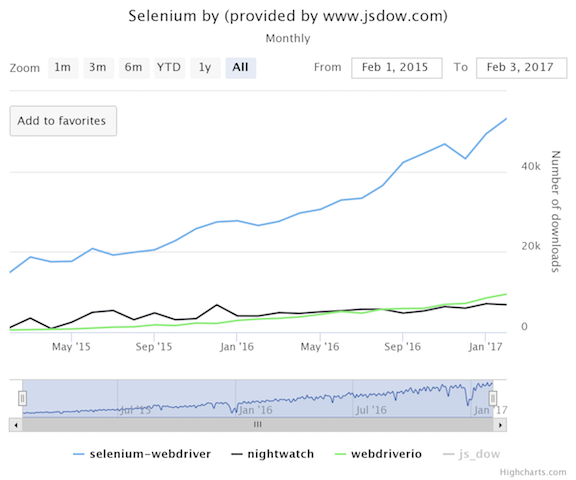 Selenium by (provided by www.jsdow.com)
Monthly
Zoom 1m 3m 6m YTD 1y All From Feb 1, 2015 To Feb 3, 2017
Add to favorites
40k
20k
0
Number of downloads
May '15 Sep '15 Jan '16 May '16 Sep '16 Jan '17
Jul '15 Jan '16 Jul '16 Jan '17
selenium-webdriver nightwatch webdriverio js_dow
Highcharts.com